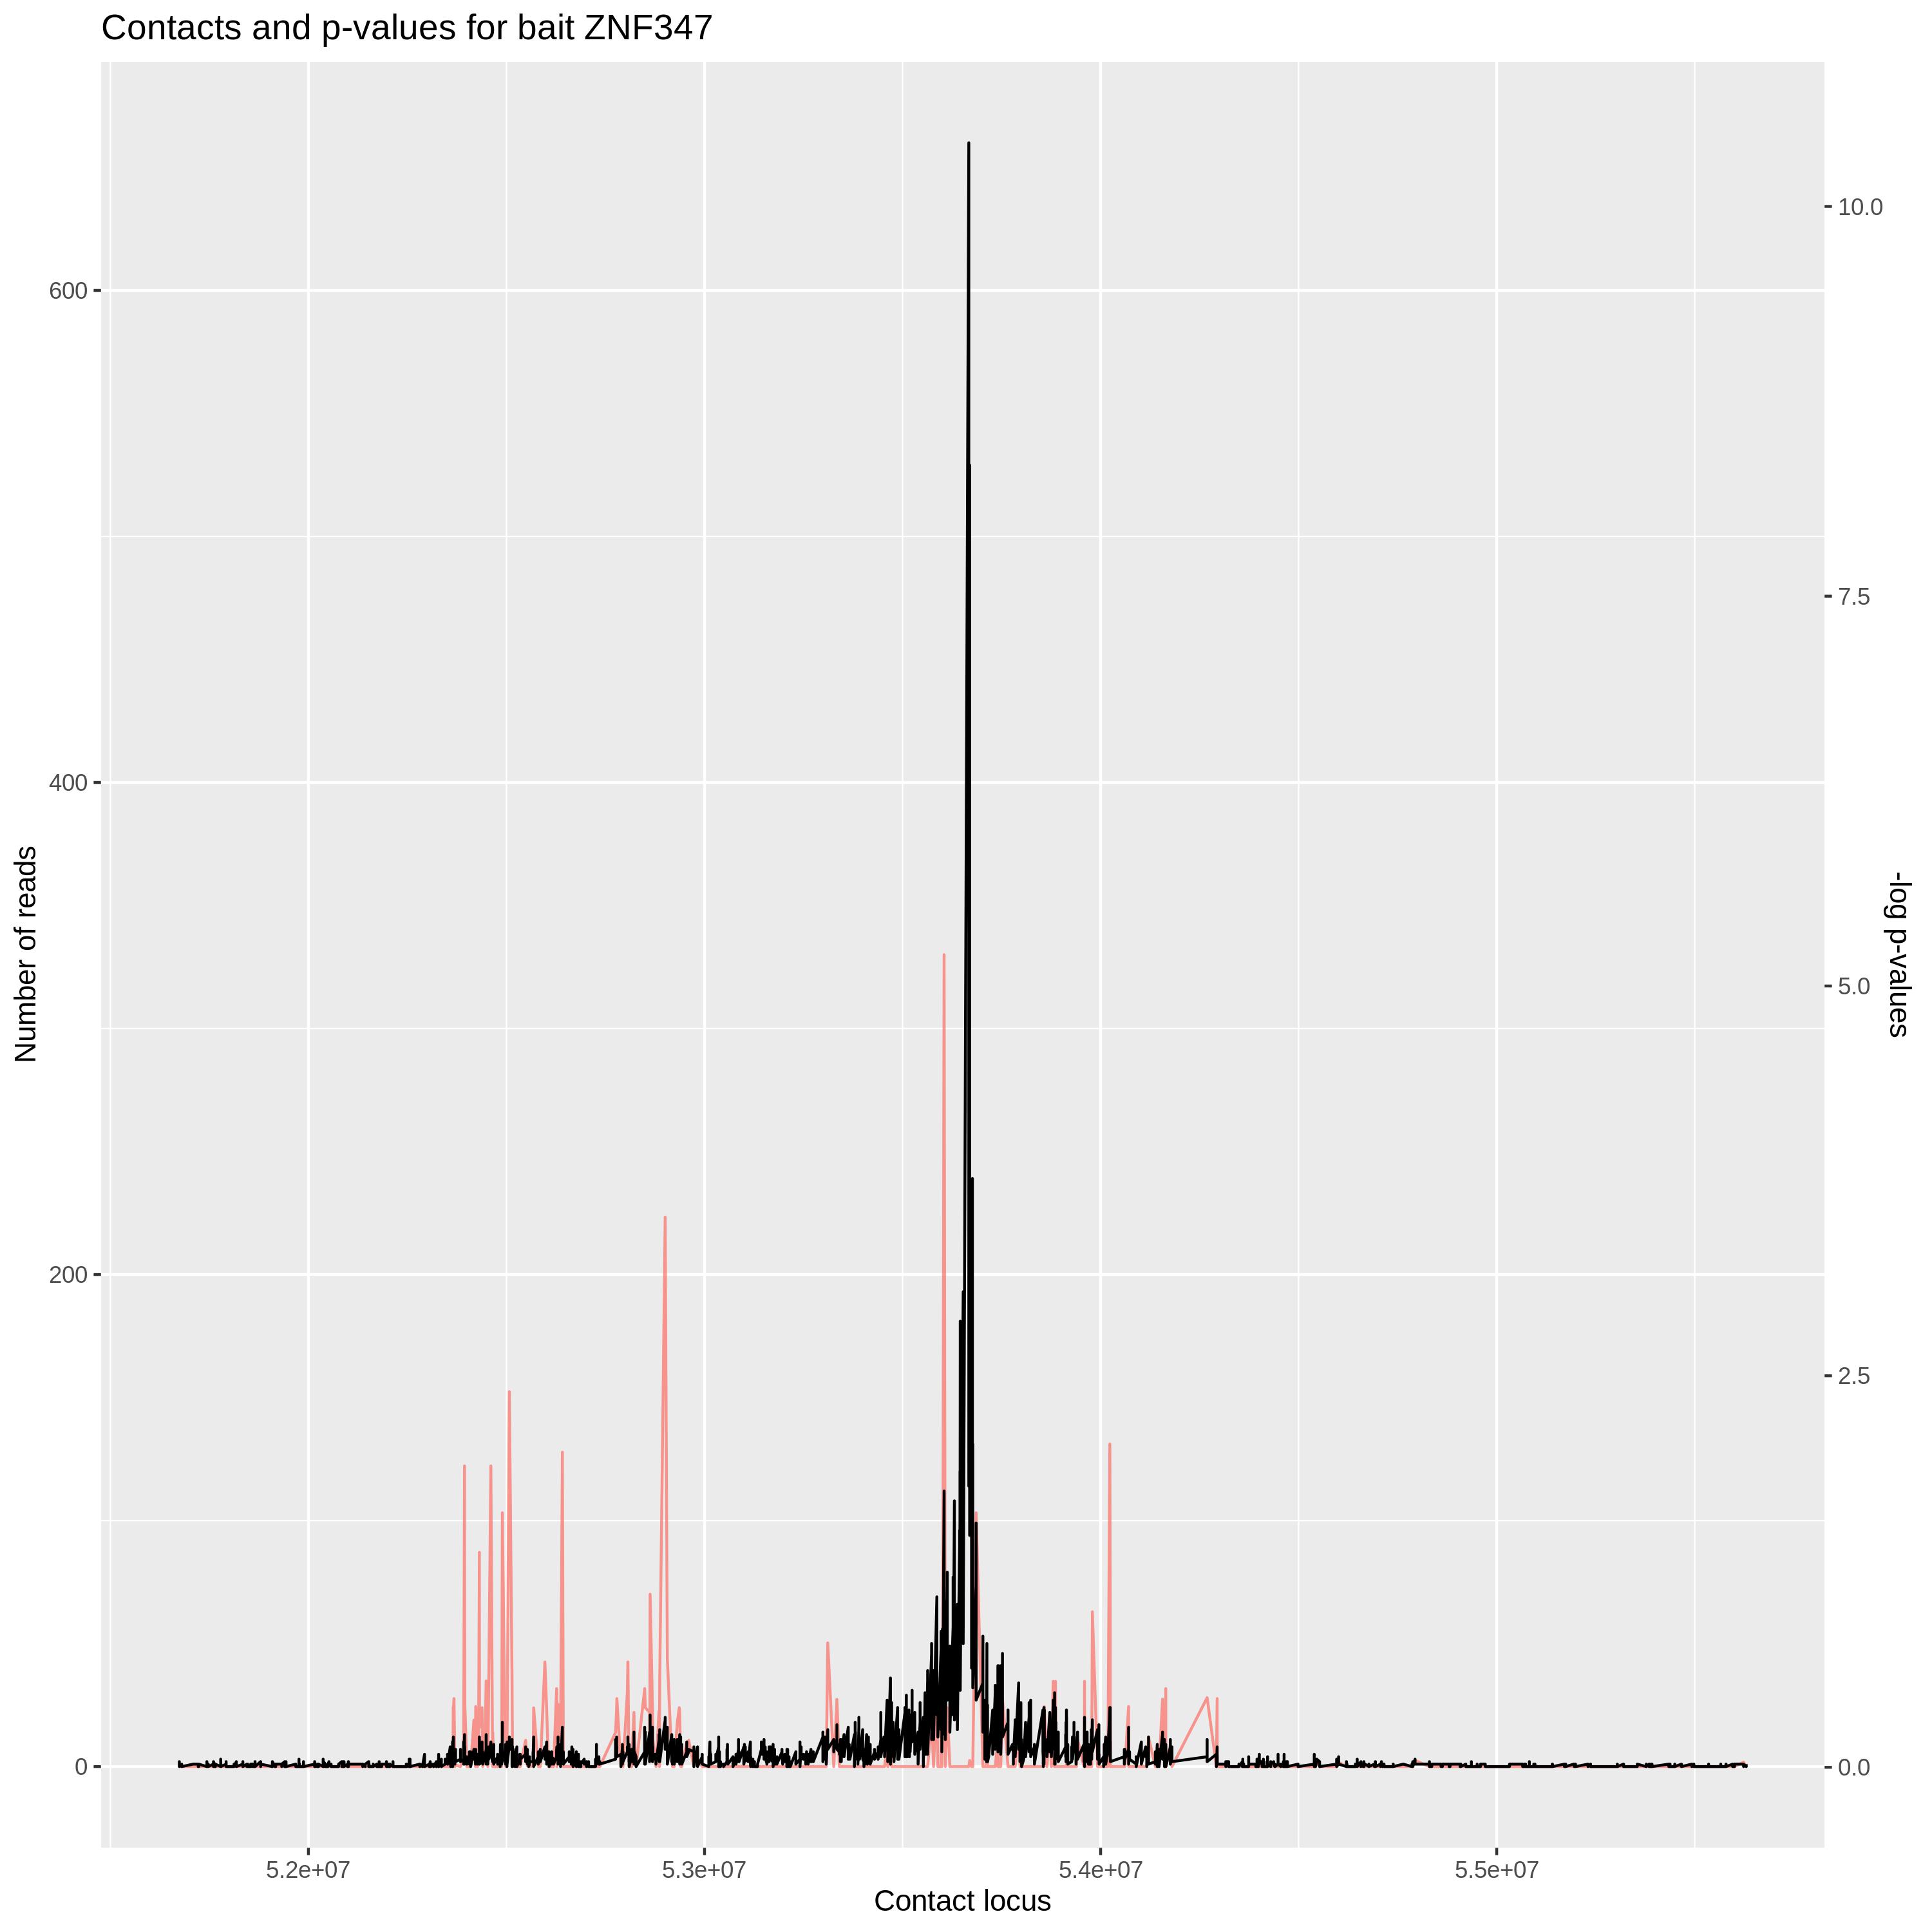 Contacts and p-values for bait ZNF347
600
400
200
0
Number of reads
10.0
7.5
5.0
2.5
0.0
-log p-values
5.2e+07
5.3e+07
5.4e+07
5.5e+07
Contact locus